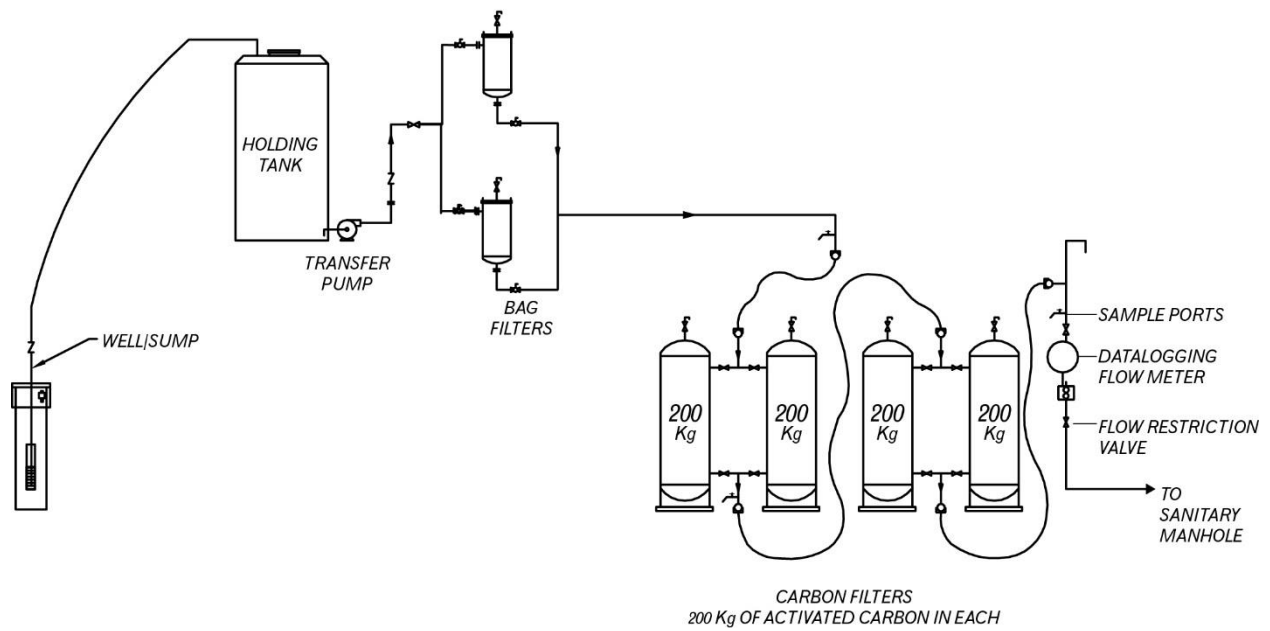 HOLDING
TANK
TRANSFER
PUMP
BAG
FILTERS
WELL/SUMP
SAMPLE PORTS
DATALOGGING
FLOW METER
200
Kg
200
Kg
200
Kg
200
Kg
FLOW RESTRICTION
VALVE
TO
SANITARY
MANHOLE
CARBON FILTERS
200 Kg OF ACTIVATED CARBON IN EACH